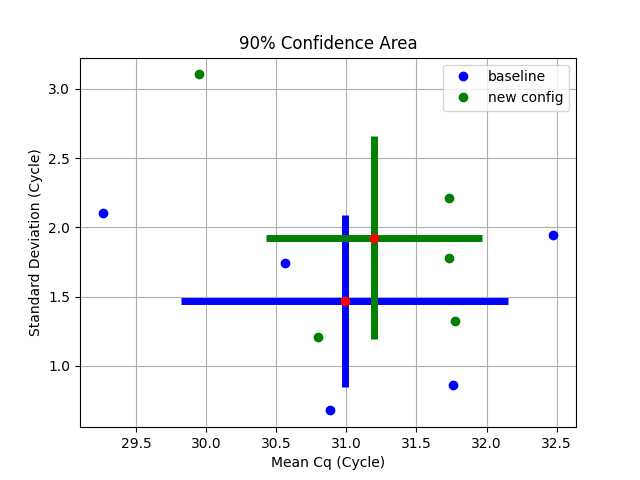 90% Confidence Area
baseline
new config
Standard Deviation (Cycle)
3.0
2.5
2.0
1.5
1.0
29.5 30.0 30.5 31.0 31.5 32.0 32.5
Mean Cq (Cycle)